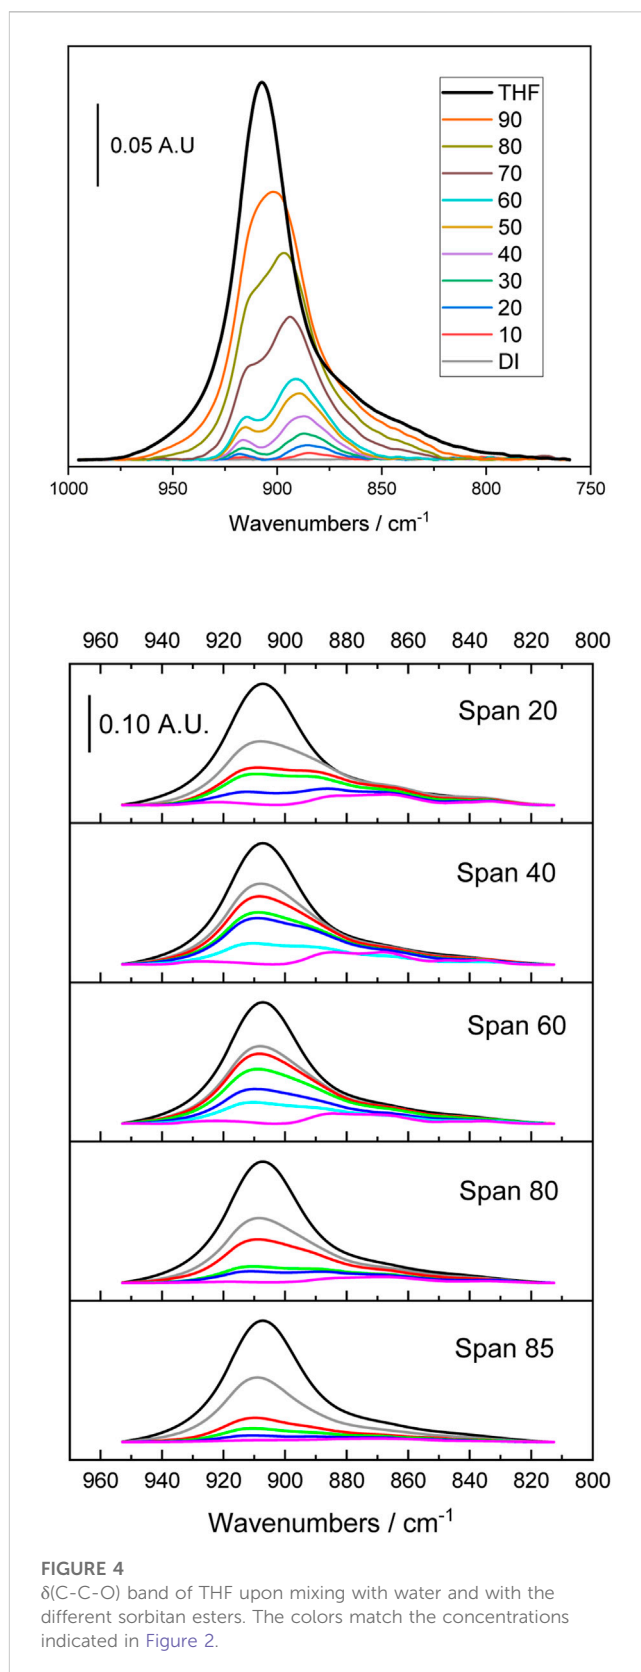 0.05 A.U
THF
90
80
70
60
50
40
30
20
10
DI
1000 950 900 850 800 750
Wavenumbers / cm⁻¹
960 940 920 900 880 860 840 820 800
0.10 A.U.
Span 20
Span 40
Span 60
Span 80
Span 85
960 940 920 900 880 860 840 820 800
Wavenumbers / cm⁻¹
FIGURE 4
δ(C-C-O) band of THF upon mixing with water and with the
different sorbitan esters. The colors match the concentrations
indicated in Figure 2.